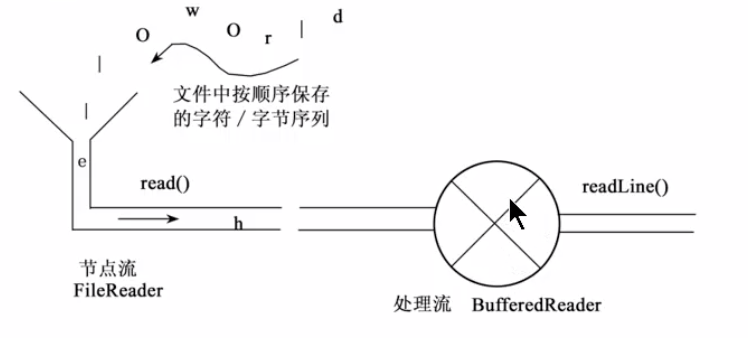 w
d
O
O
r
l
l
文件中按顺序保存
的字符 / 字节序列
l
e
read()
readLine()
h
节点流
FileReader
处理流 BufferedReader